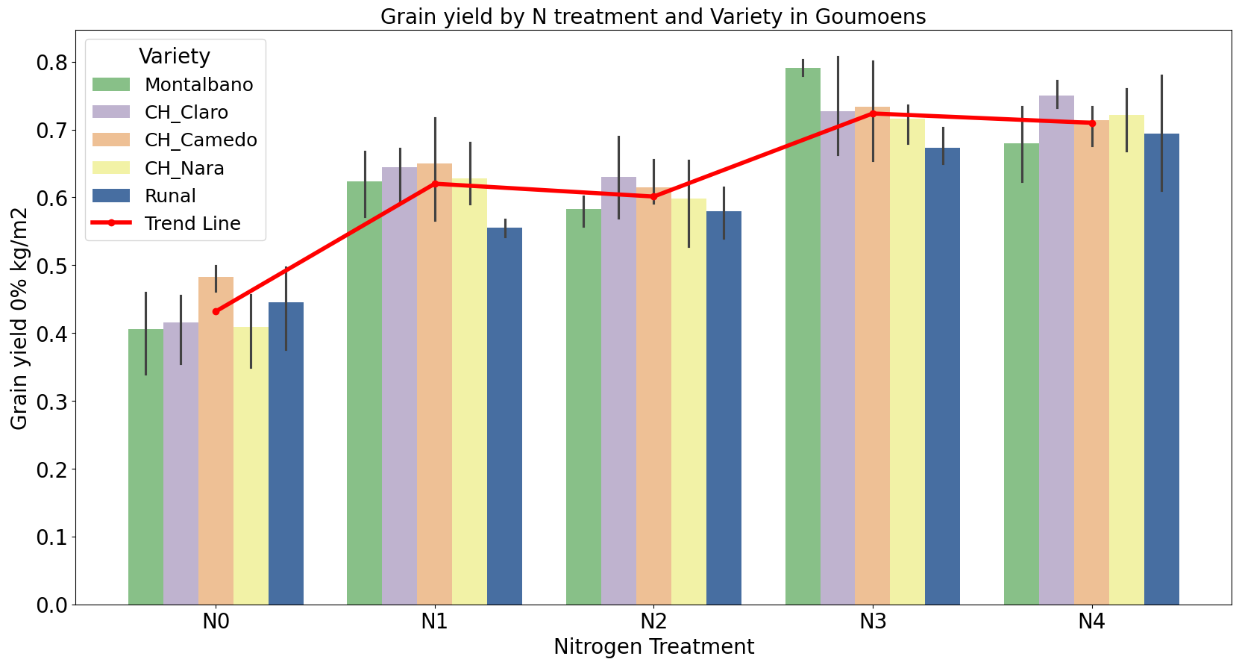 Grain yield by N treatment and Variety in Goumoens
Variety
Montalbano
CH_Claro
CH_Camedo
CH_Nara
Runal
Trend Line
Grain yield 0% kg/m2
0.8
0.7
0.6
0.5
0.4
0.3
0.2
0.1
0.0
N0 N1 N2 N3 N4
Nitrogen Treatment